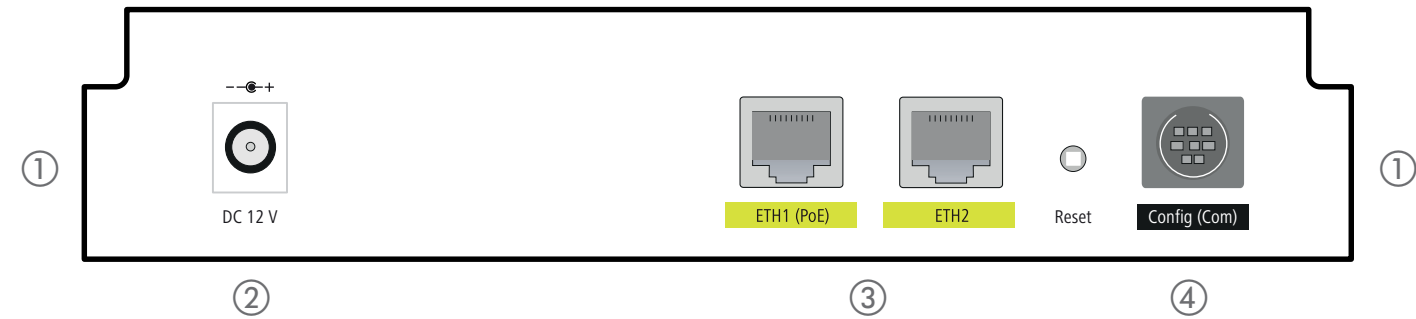 DC 12 V
ETH1 (PoE)
ETH2
Reset
Config (Com)
①
①
②
③
④